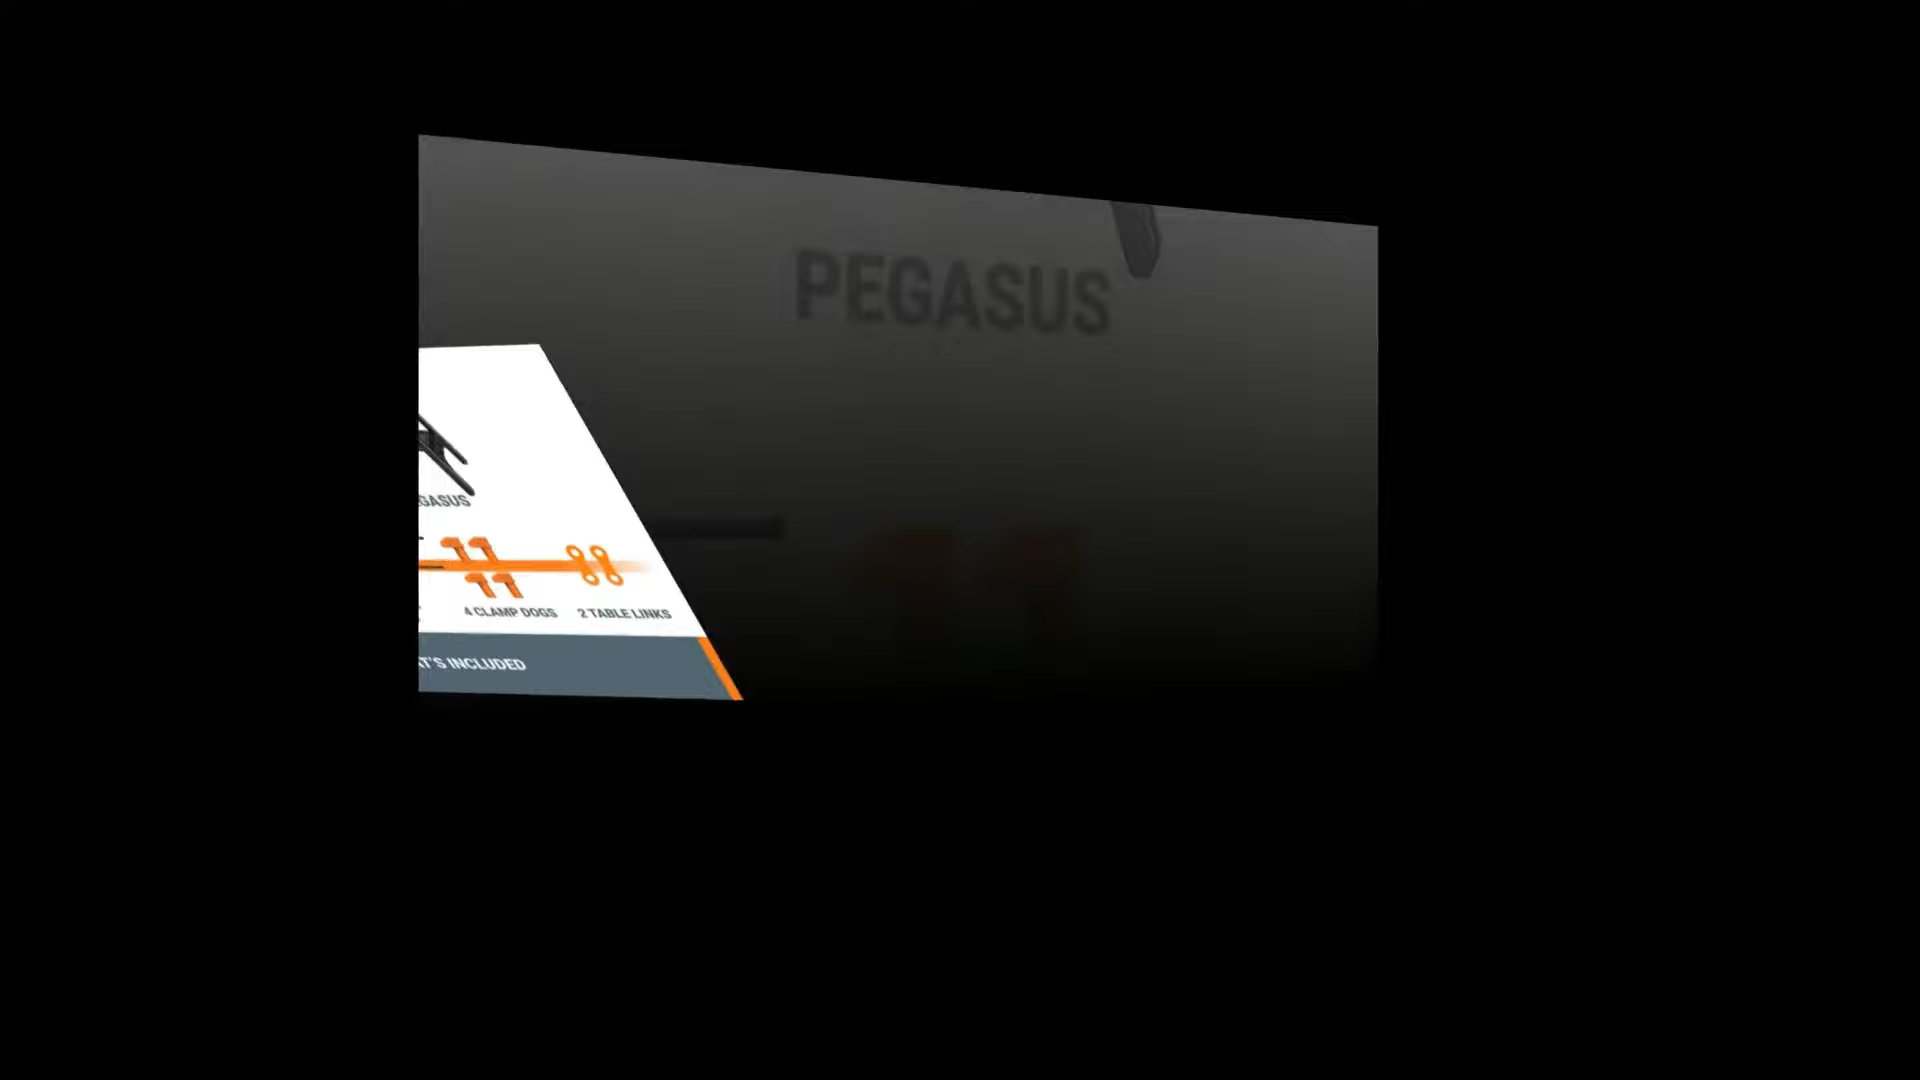 PEGASUS
GASUS
4 CLAMP DOGS
2 TABLE LINKS
T'S INCLUDED